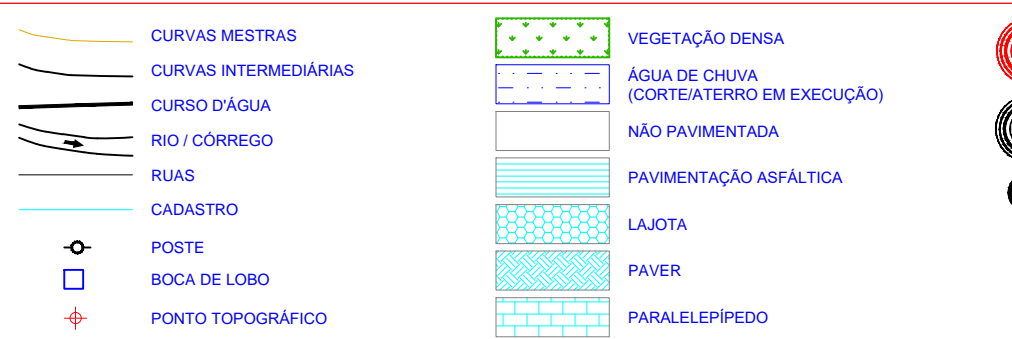 CURVAS MESTRAS
CURVAS INTERMEDIÁRIAS
CURSO D'ÁGUA
RIO / CÓRREGO
RUAS
CADASTRO
POSTE
BOCA DE LOBO
PONTO TOPOGRÁFICO
VEGETAÇÃO DENSA
ÁGUA DE CHUVA
(CORTE/ATERRO EM EXECUÇÃO)
NÃO PAVIMENTADA
PAVIMENTAÇÃO ASFÁLTICA
LAJOTA
PAVER
PARALELEPÍPEDO